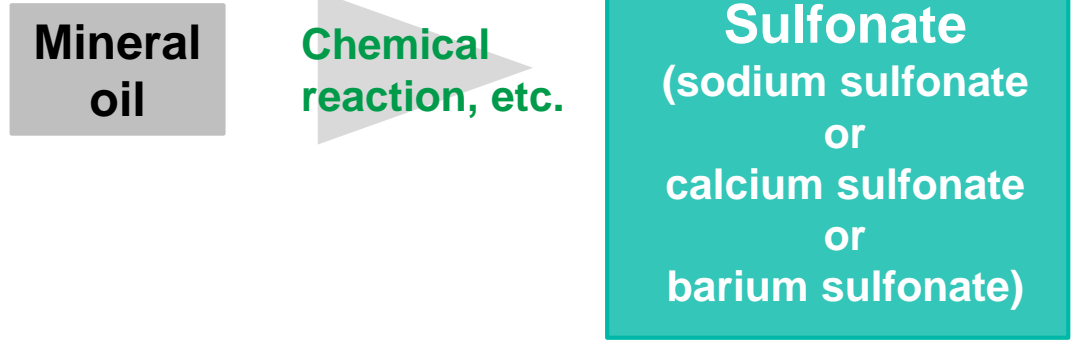 Mineral
oil
Chemical
reaction, etc.
Sulfonate
(sodium sulfonate
or
calcium sulfonate
or
barium sulfonate)